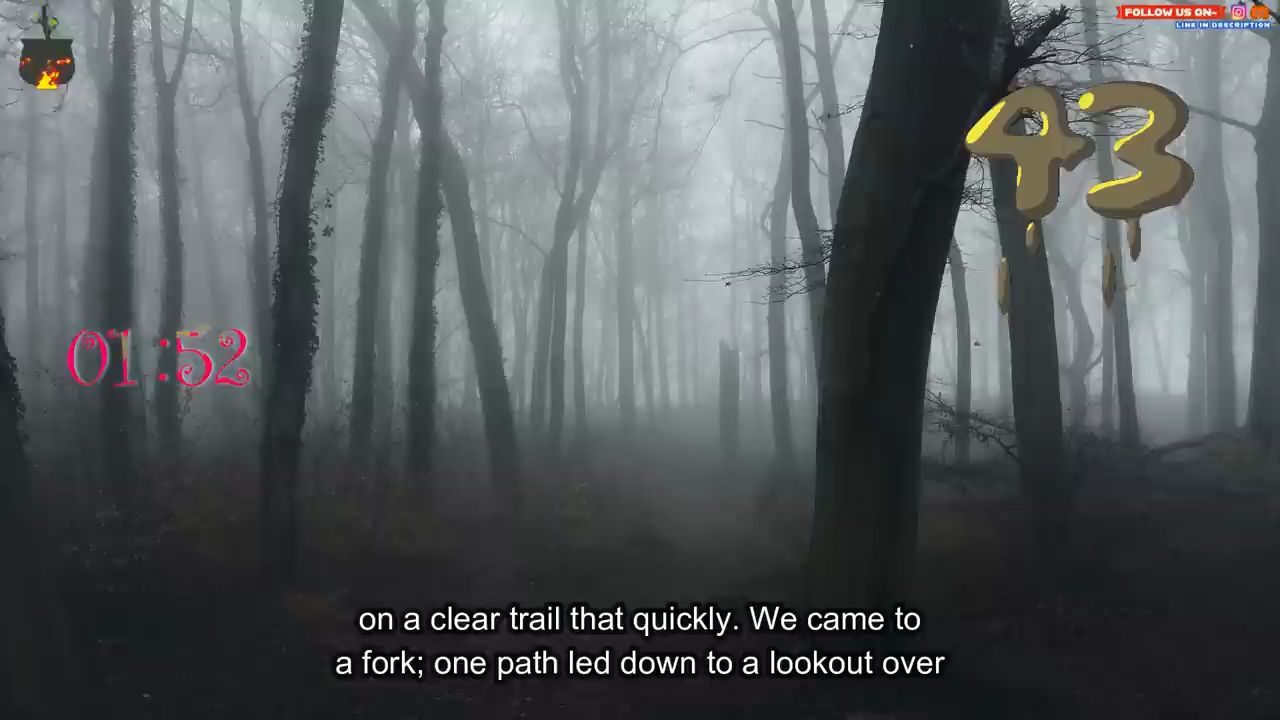 FOLLOW US ON-
LINK IN DESCRIPTION
43
01:52
on a clear trail that quickly. We came to
a fork; one path led down to a lookout over